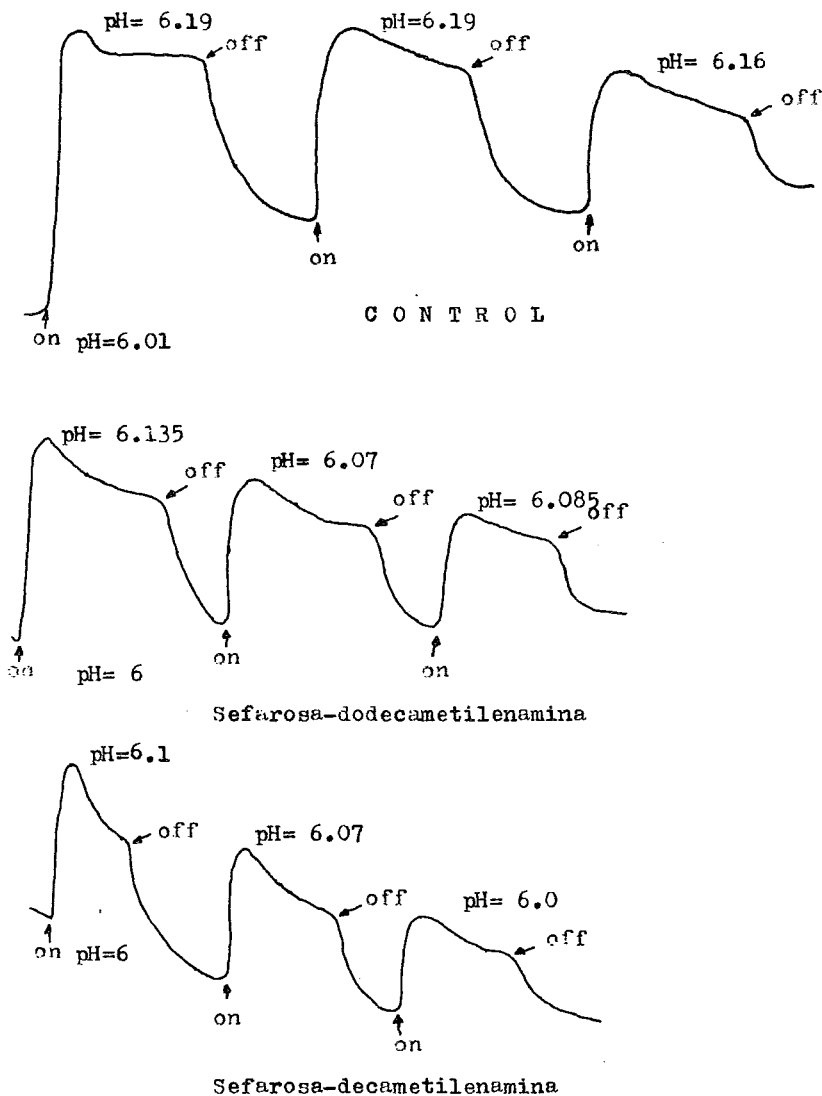 pH= 6.19
off
pH=6.19
off
pH= 6.16
off
on
on
on pH=6.01
C O N T R O L
pH= 6.135
off
pH= 6.07
off
pH= 6.085
off
on
on
on
pH= 6
Sefarosa-dodecametilenamina
pH=6.1
off
pH= 6.07
off
pH= 6.0
off
on pH=6
on
on
Sefarosa-decametilenamina